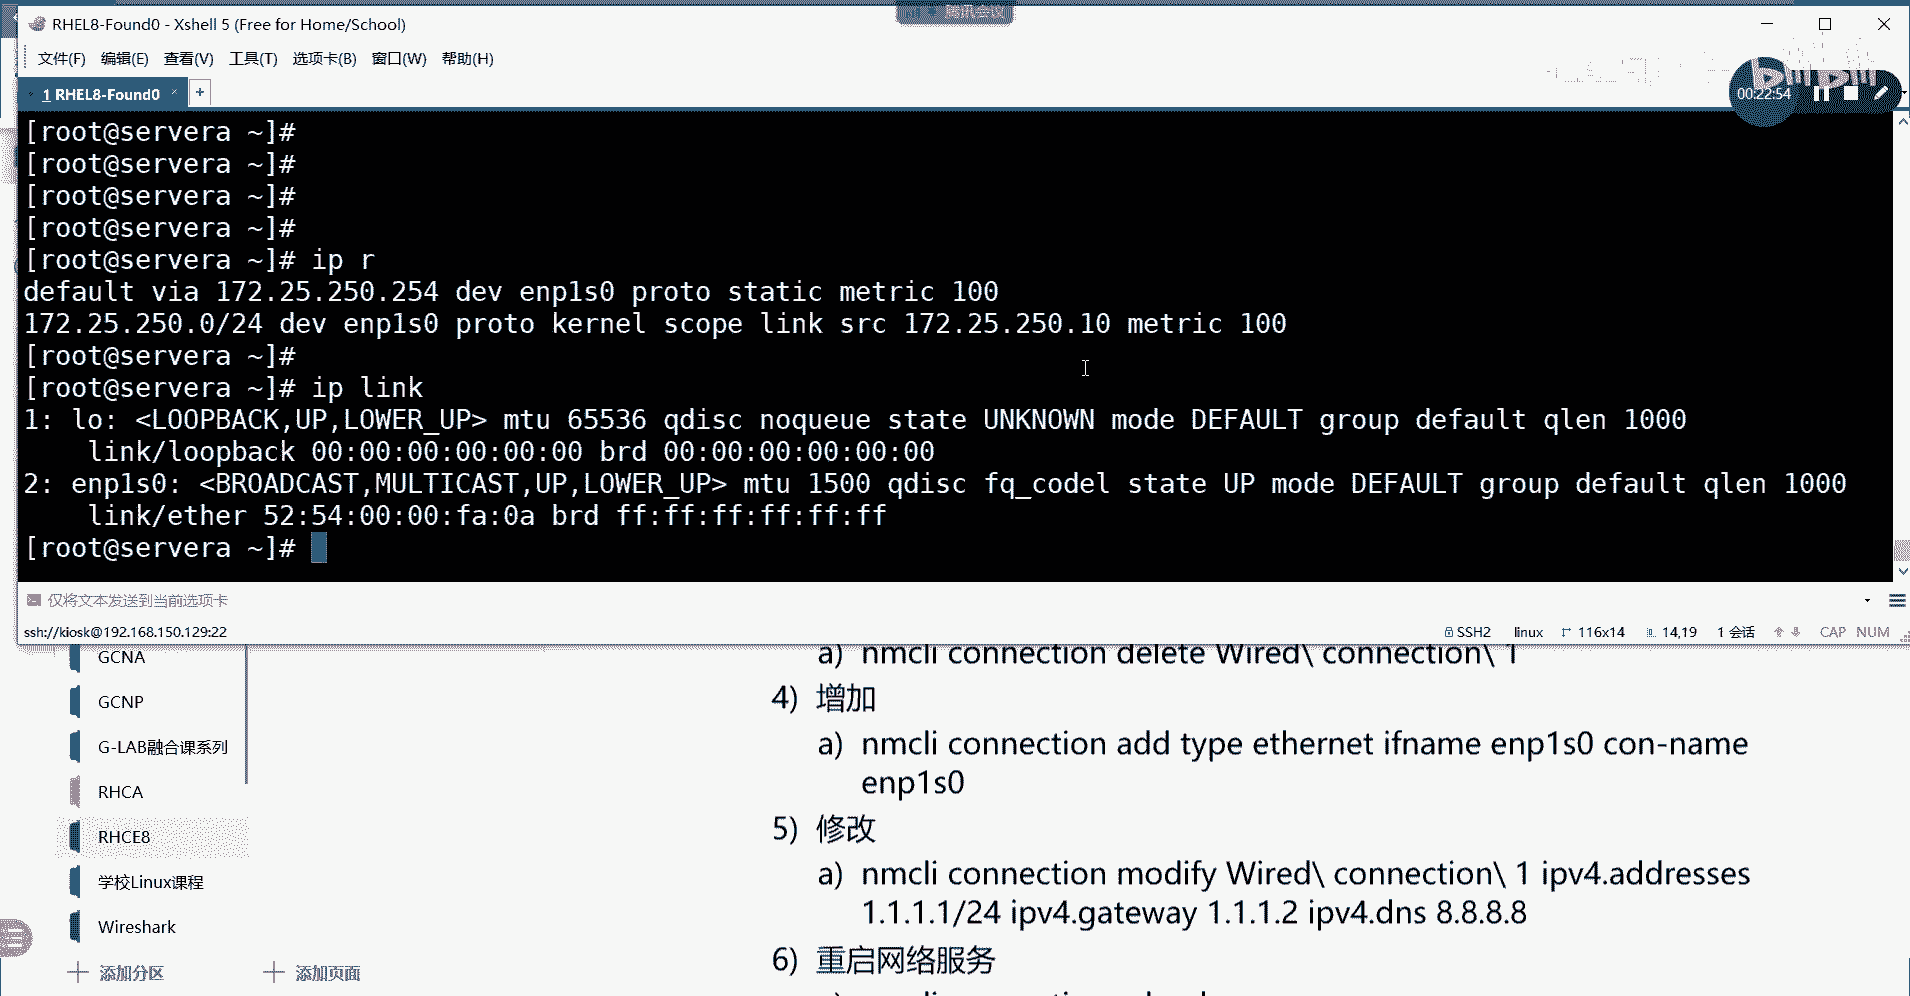 腾讯会议
RHEL8-Found0 - Xshell 5 (Free for Home/School)
文件(F) 编辑(E) 查看(V) 工具(T) 选项卡(B) 窗口(W) 帮助(H)
1 RHEL8-Found0 × +
bilibili
00:22:54
[root@servera ~]#
[root@servera ~]#
[root@servera ~]#
[root@servera ~]#
[root@servera ~]# ip r
default via 172.25.250.254 dev enp1s0 proto static metric 100
172.25.250.0/24 dev enp1s0 proto kernel scope link src 172.25.250.10 metric 100
[root@servera ~]#
[root@servera ~]# ip link
1: lo: <LOOPBACK,UP,LOWER_UP> mtu 65536 qdisc noqueue state UNKNOWN mode DEFAULT group default qlen 1000
link/loopback 00:00:00:00:00:00 brd 00:00:00:00:00:00
2: enp1s0: <BROADCAST,MULTICAST,UP,LOWER_UP> mtu 1500 qdisc fq_codel state UP mode DEFAULT group default qlen 1000
link/ether 52:54:00:00:fa:0a brd ff:ff:ff:ff:ff:ff
[root@servera ~]#
仅将文本发送到当前选项卡
ssh://kiosk@192.168.150.129:22 SSH2 linux 116x14 14,19 1 会话 CAP NUM
GCNA
GCNP
G-LAB融合课系列
RHCA
RHCE8
学校Linux课程
Wireshark
添加分区 添加页面
a) nmcli connection delete Wired\ connection\ 1
4) 增加
a) nmcli connection add type ethernet ifname enp1s0 con-name
enp1s0
5) 修改
a) nmcli connection modify Wired\ connection\ 1 ipv4.addresses
1.1.1.1/24 ipv4.gateway 1.1.1.2 ipv4.dns 8.8.8.8
6) 重启网络服务